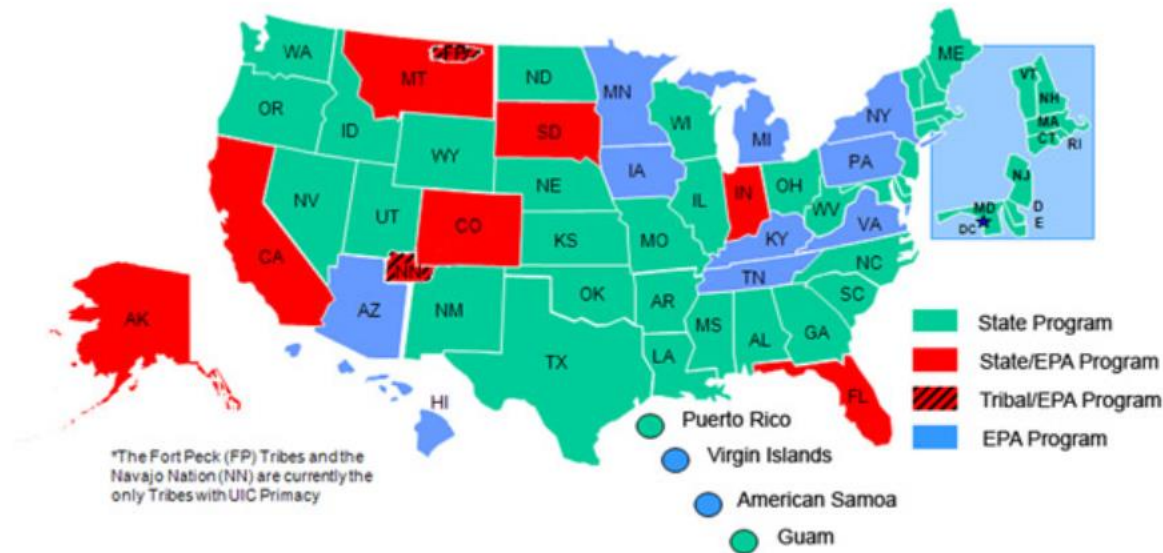 WA
OR
ID
MT
FP
ND
SD
WY
NE
NV
UT
CO
KS
CA
AZ
NN
NM
OK
TX
MN
IA
MO
AR
LA
WI
IL
MI
IN
OH
KY
TN
MS
AL
GA
FL
SC
NC
VA
WV
PA
NY
ME
VT
NH
MA
CT
RI
NJ
MD
D
E
DC
AK
HI
State Program
State/EPA Program
Tribal/EPA Program
EPA Program
Puerto Rico
Virgin Islands
American Samoa
Guam
*The Fort Peck (FP) Tribes and the
Navajo Nation (NN) are currently the
only Tribes with UIC Primacy